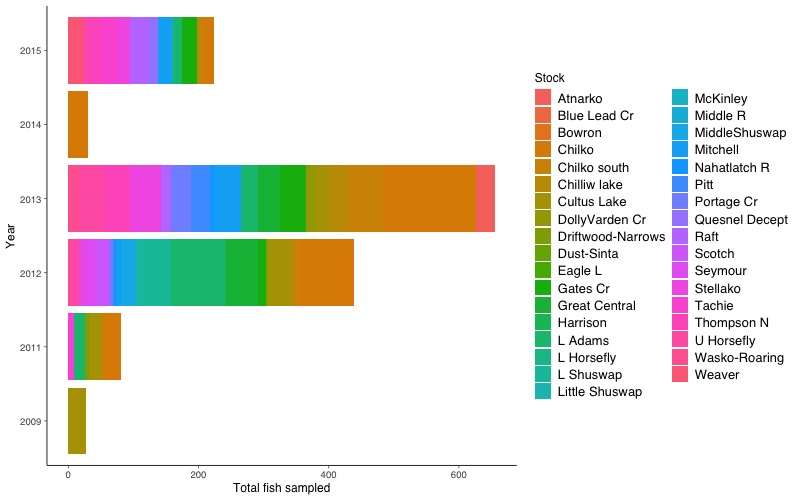 2015
2014
2013
2012
2011
2009
Year
0
200
400
600
Total fish sampled
Stock
Atnarko
Blue Lead Cr
Bowron
Chilko
Chilko south
Chilliw lake
Cultus Lake
DollyVarden Cr
Driftwood-Narrows
Dust-Sinta
Eagle L
Gates Cr
Great Central
Harrison
L Adams
L Horsefly
L Shuswap
Little Shuswap
McKinley
Middle R
MiddleShuswap
Mitchell
Nahatlatch R
Pitt
Portage Cr
Quesnel Decept
Raft
Scotch
Seymour
Stellako
Tachie
Thompson N
U Horsefly
Wasko-Roaring
Weaver